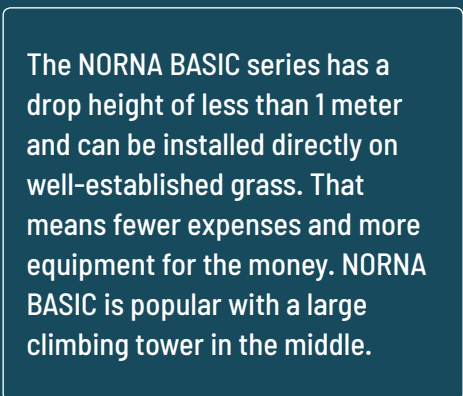 The NORNA BASIC series has a
drop height of less than 1 meter
and can be installed directly on
well-established grass. That
means fewer expenses and more
equipment for the money. NORNA
BASIC is popular with a large
climbing tower in the middle.